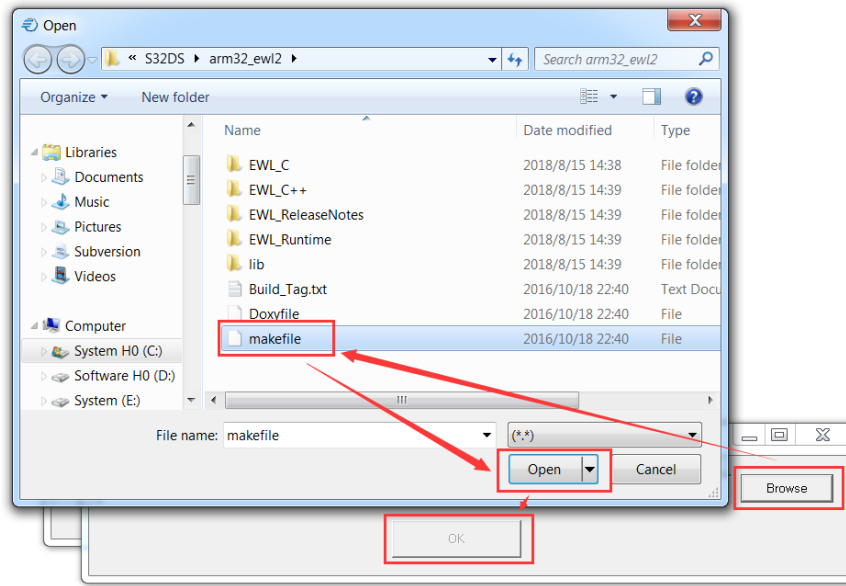 Open
« S32DS ▸ arm32_ewl2 ▸
Search arm32_ewl2
Organize ▾ New folder
Name Date modified Type
Libraries
Documents
Music
Pictures
Subversion
Videos
Computer
System H0 (C:)
Software H0 (D:)
System (E:)
EWL_C 2018/8/15 14:38 File folder
EWL_C++ 2018/8/15 14:39 File folder
EWL_ReleaseNotes 2018/8/15 14:39 File folder
EWL_Runtime 2018/8/15 14:39 File folder
lib 2018/8/15 14:39 File folder
Build_Tag.txt 2016/10/18 22:40 Text Docu
Doxyfile 2016/10/18 22:40 File
makefile 2016/10/18 22:40 File
File name: makefile (*.*)
Open Cancel
Browse
OK